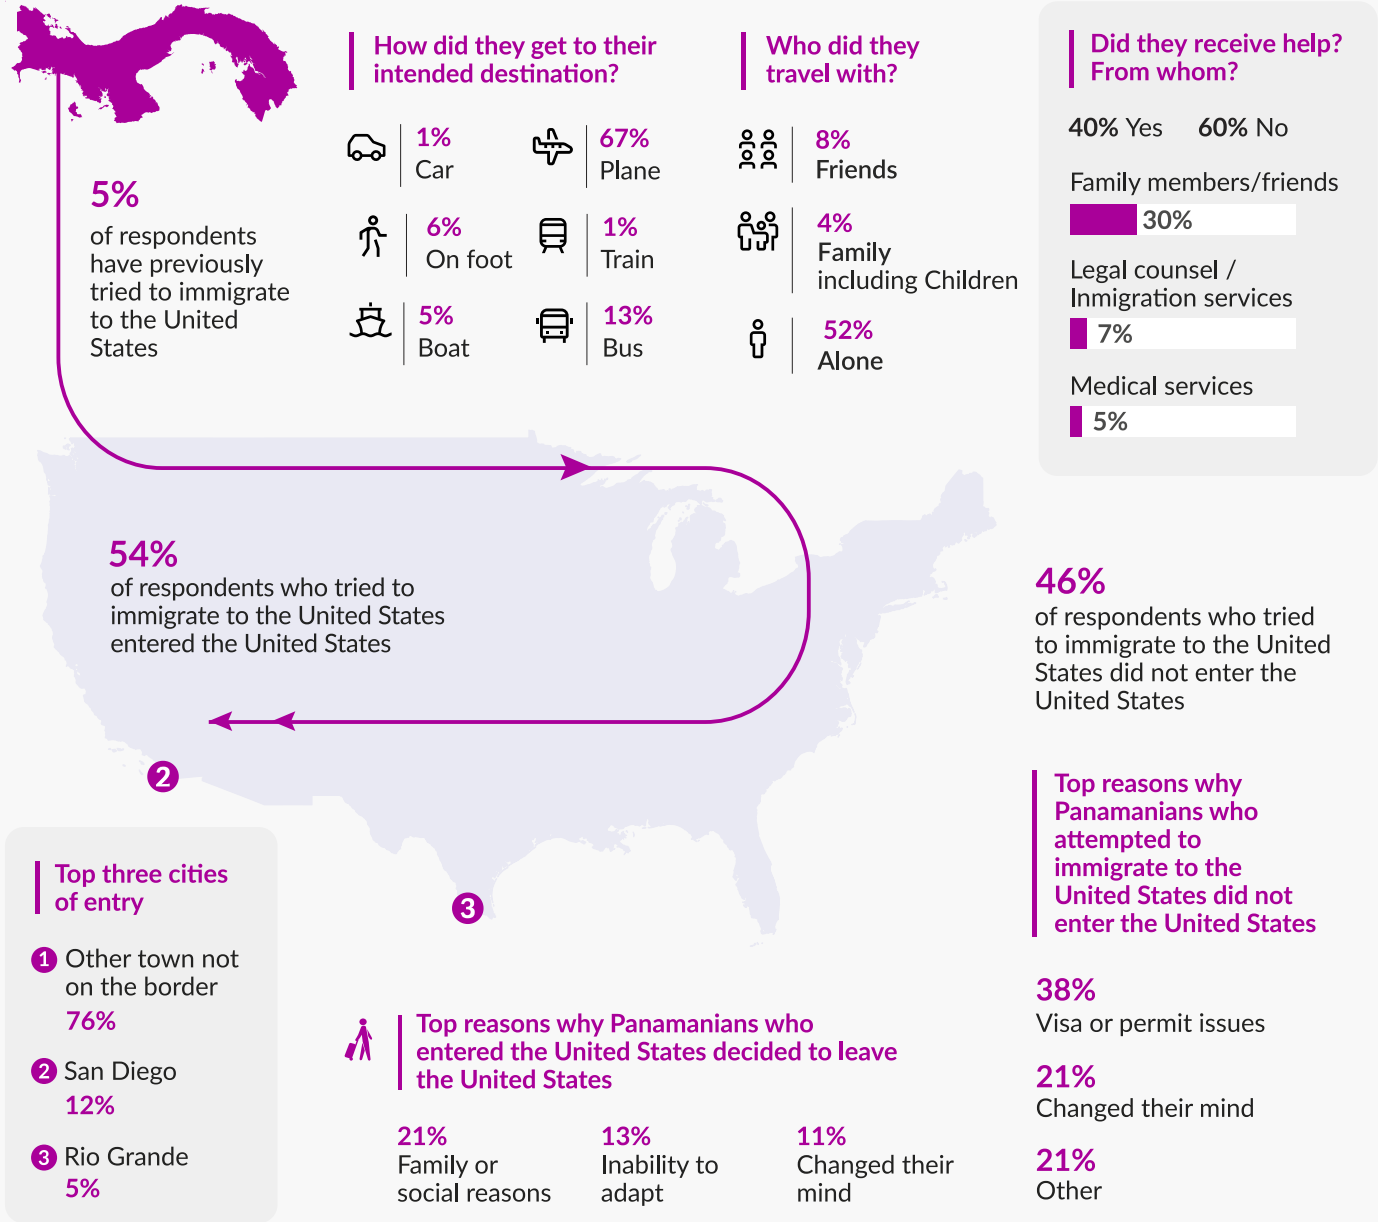 5%
of respondents
have previously
tried to immigrate
to the United
States
How did they get to their
intended destination?
1%
Car
67%
Plane
6%
On foot
1%
Train
5%
Boat
13%
Bus
Who did they
travel with?
8%
Friends
4%
Family
including Children
52%
Alone
Did they receive help?
From whom?
40% Yes 60% No
Family members/friends
30%
Legal counsel /
Inmigration services
7%
Medical services
5%
54%
of respondents who tried to
immigrate to the United States
entered the United States
46%
of respondents who tried
to immigrate to the United
States did not enter the
United States
2
3
Top three cities
of entry
1 Other town not
on the border
76%
2 San Diego
12%
3 Rio Grande
5%
Top reasons why Panamanians who
entered the United States decided to leave
the United States
21%
Family or
social reasons
13%
Inability to
adapt
11%
Changed their
mind
Top reasons why
Panamanians who
attempted to
immigrate to the
United States did not
enter the United States
38%
Visa or permit issues
21%
Changed their mind
21%
Other